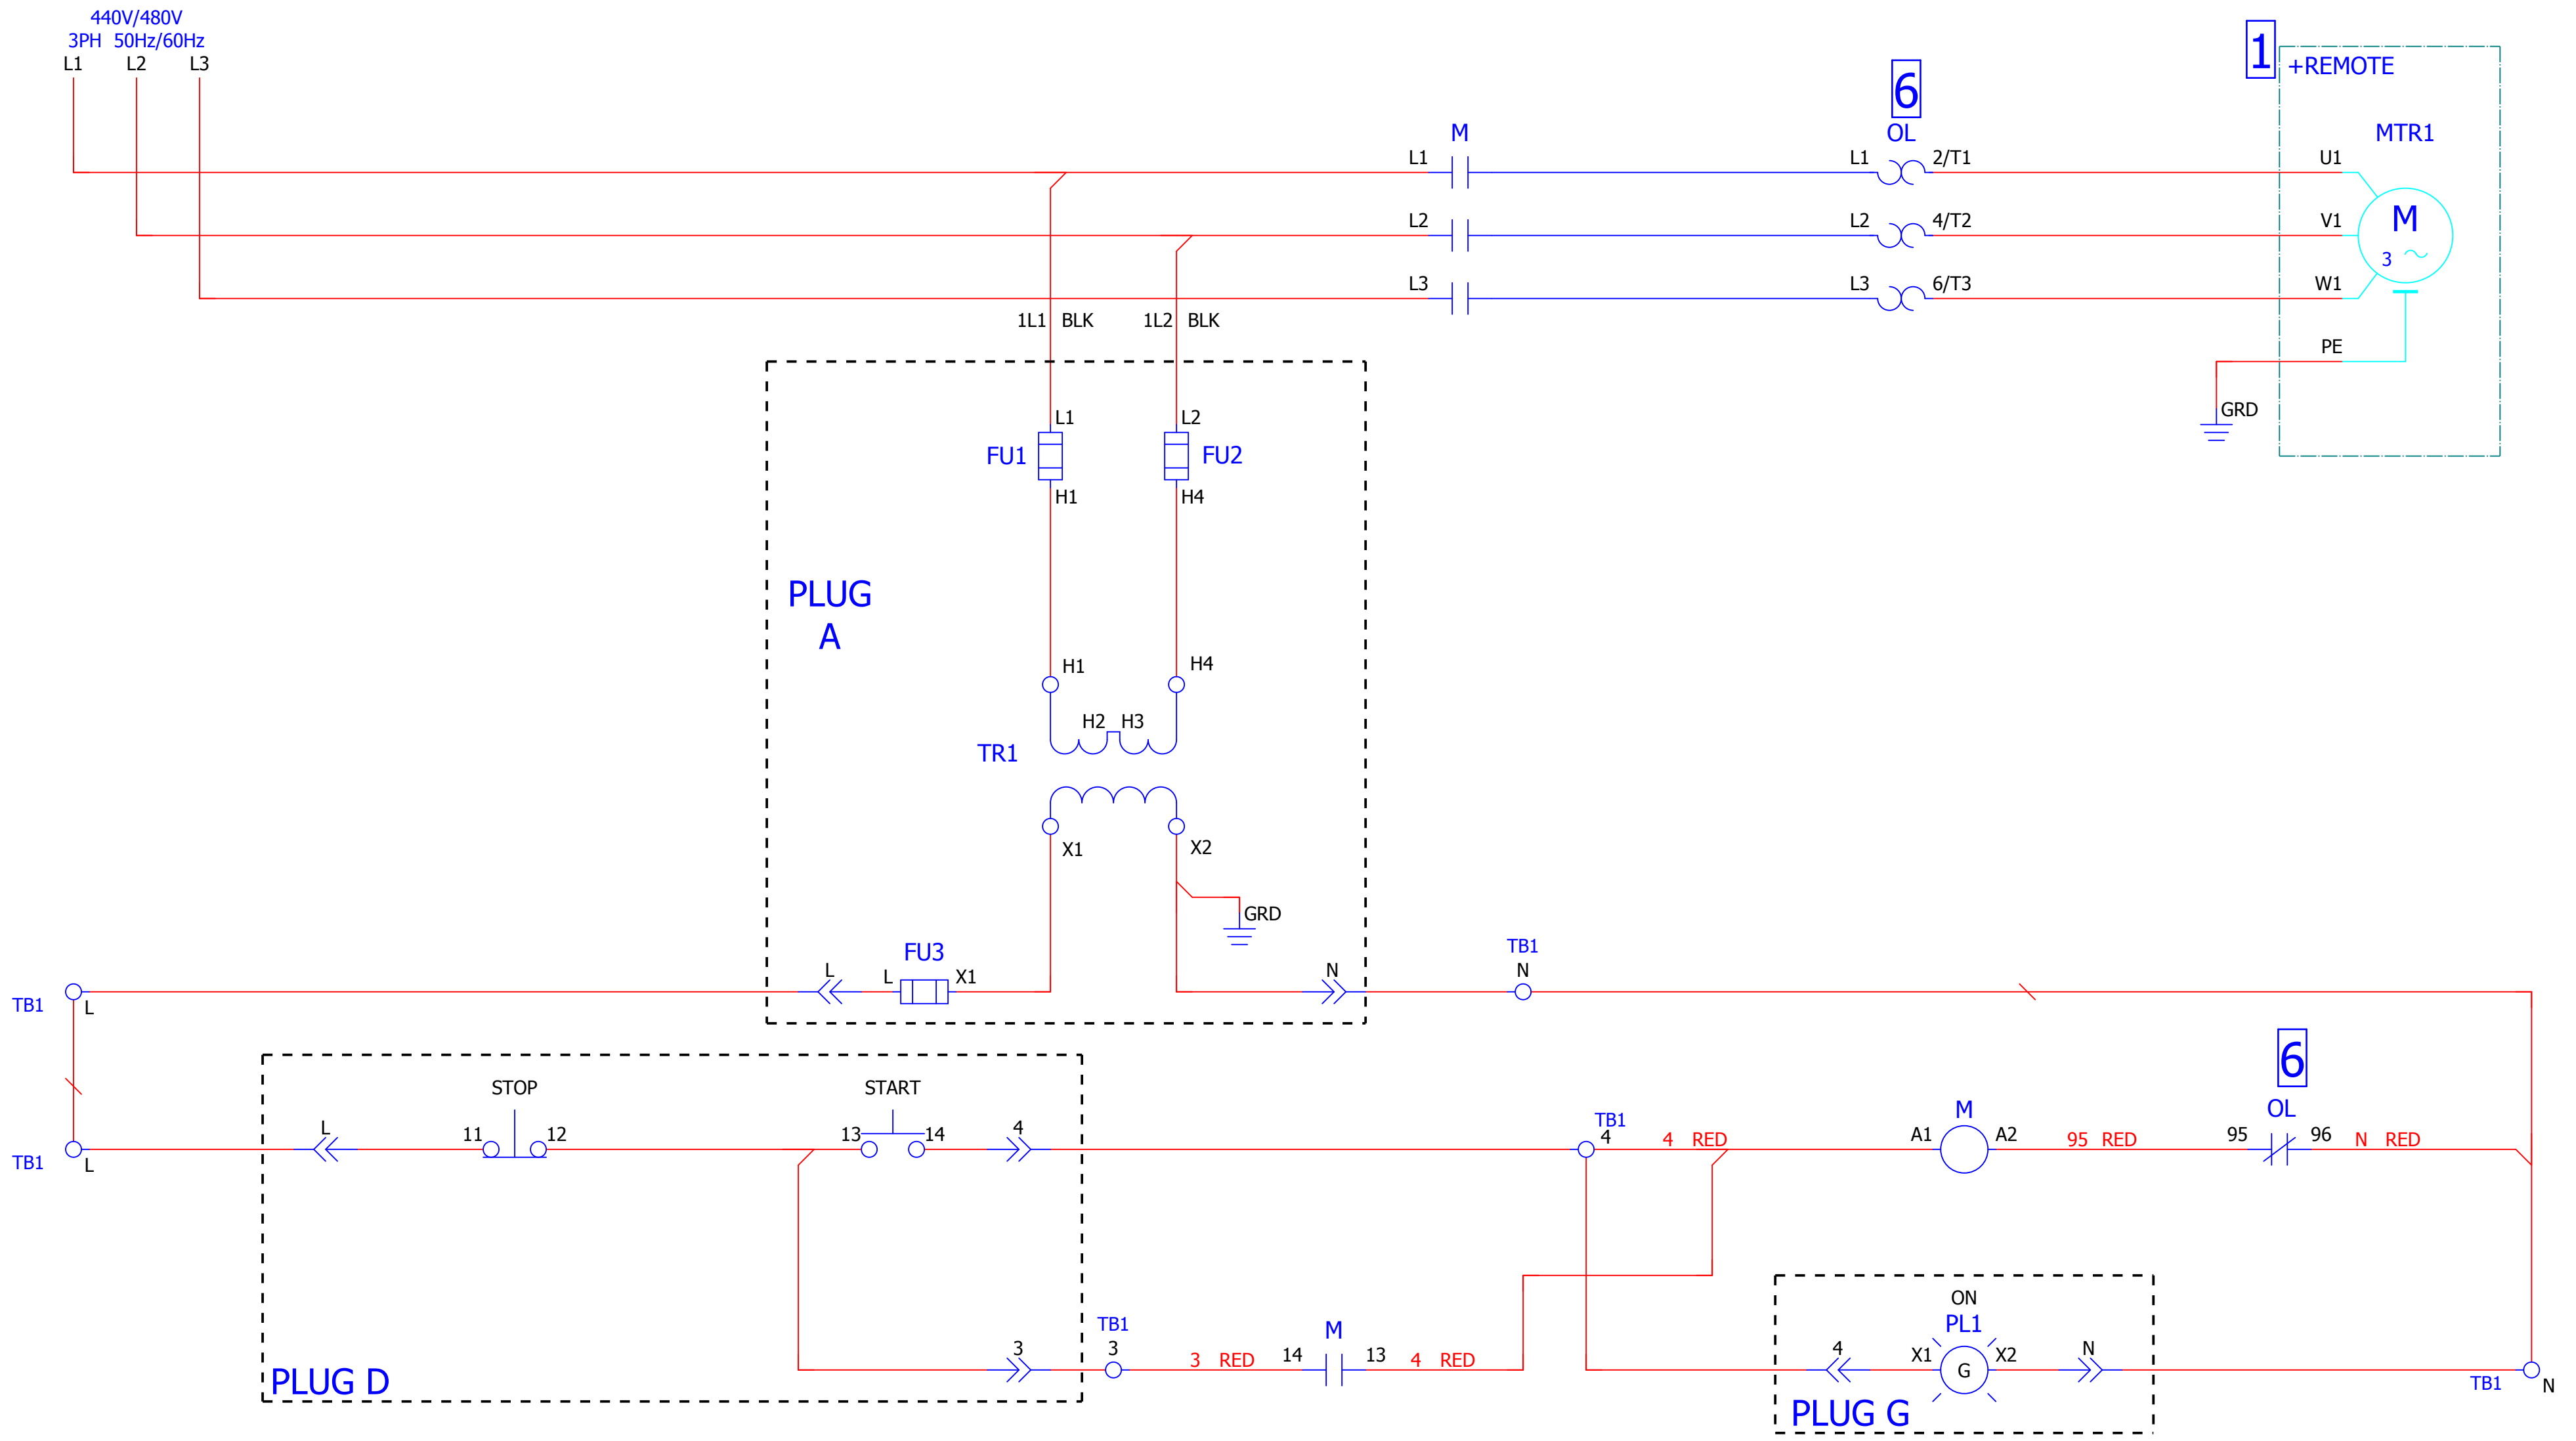 440V/480V
3PH 50Hz/60Hz
L1 L2 L3
1
+REMOTE
6
OL
M
MTR1
L1
L1
2/T1
U1
L2
L2
4/T2
V1
M
3
L3
L3
6/T3
W1
1L1 BLK
1L2 BLK
PE
GRD
L1
L2
FU1
FU2
H1
H4
PLUG
A
H1
H4
H2 H3
TR1
X1
X2
GRD
FU3
L
L
X1
N
TB1
N
TB1
L
6
STOP
START
TB1
4
M
OL
TB1
L
L
11
12
13
14
4
4 RED
A1
A2
95 RED
95
96
N RED
ON
PL1
TB1
3
3
3 RED
14
M
13
4 RED
4
X1
G
X2
N
TB1
N
PLUG D
PLUG G